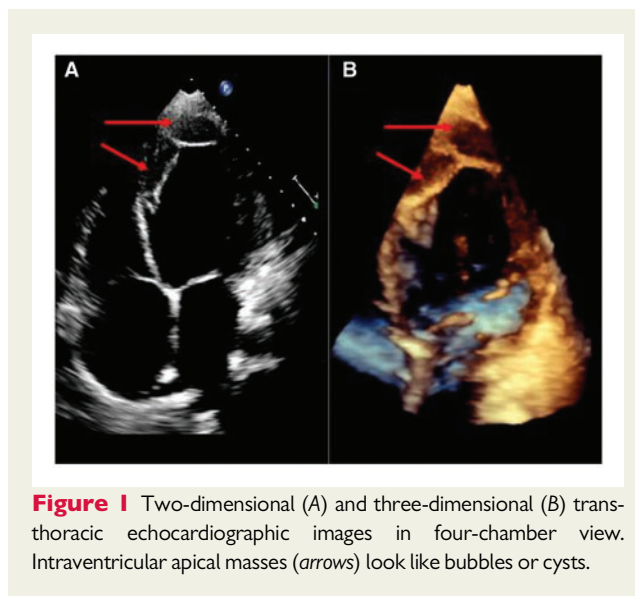 A
B
Figure 1 Two-dimensional (A) and three-dimensional (B) trans-
thoracic echocardiographic images in four-chamber view.
Intraventricular apical masses (arrows) look like bubbles or cysts.